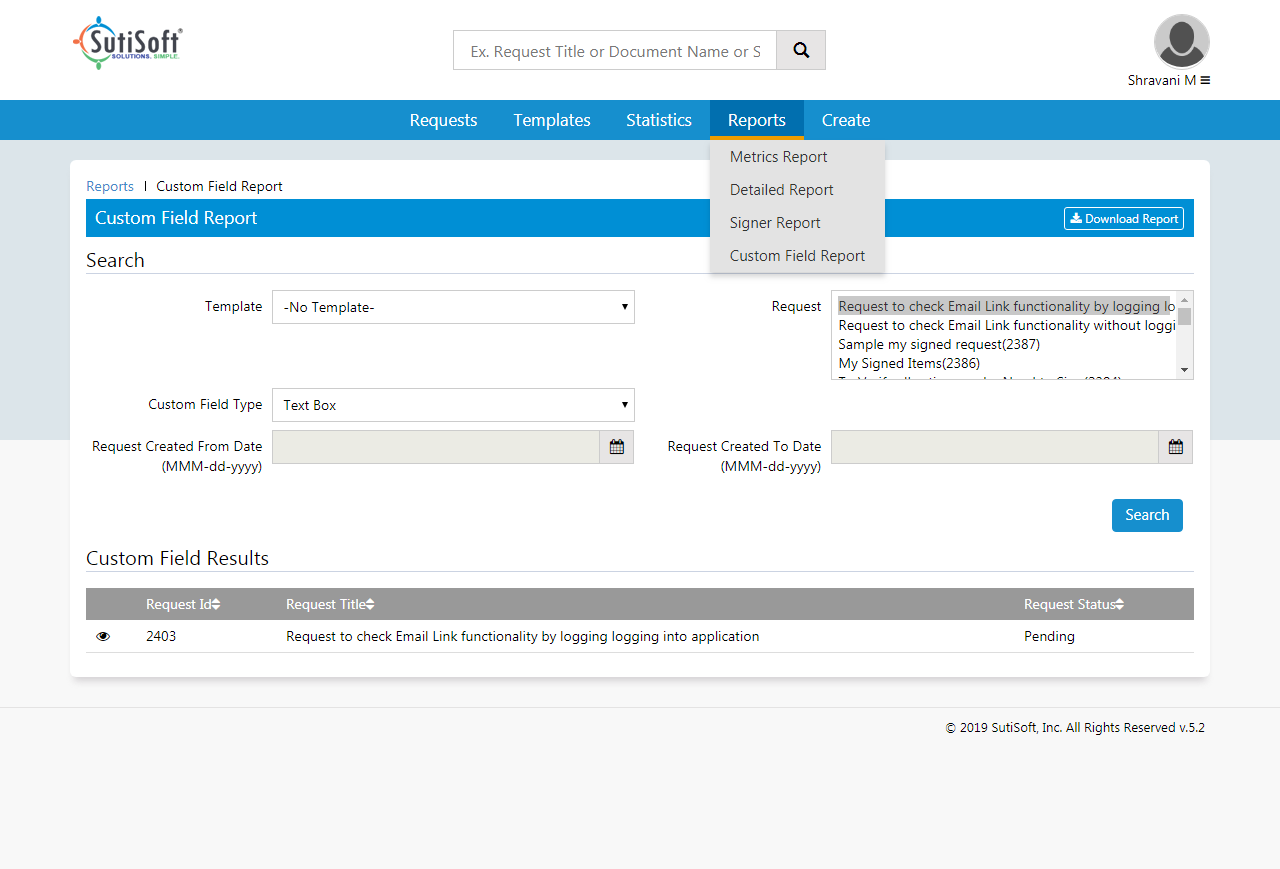 SutiSoft®
SOLUTIONS. SIMPLE.
Ex. Request Title or Document Name or S
Shravani M
Requests Templates Statistics Reports Create
Metrics Report
Detailed Report
Signer Report
Custom Field Report
Reports I Custom Field Report
Custom Field Report
Download Report
Search
Template
-No Template-
Request
Request to check Email Link functionality by logging lo
Request to check Email Link functionality without loggi
Sample my signed request(2387)
My Signed Items(2386)
Custom Field Type
Text Box
Request Created From Date
(MMM-dd-yyyy)
Request Created To Date
(MMM-dd-yyyy)
Search
Custom Field Results
Request Id Request Title Request Status
2403 Request to check Email Link functionality by logging logging into application Pending
© 2019 SutiSoft, Inc. All Rights Reserved v.5.2